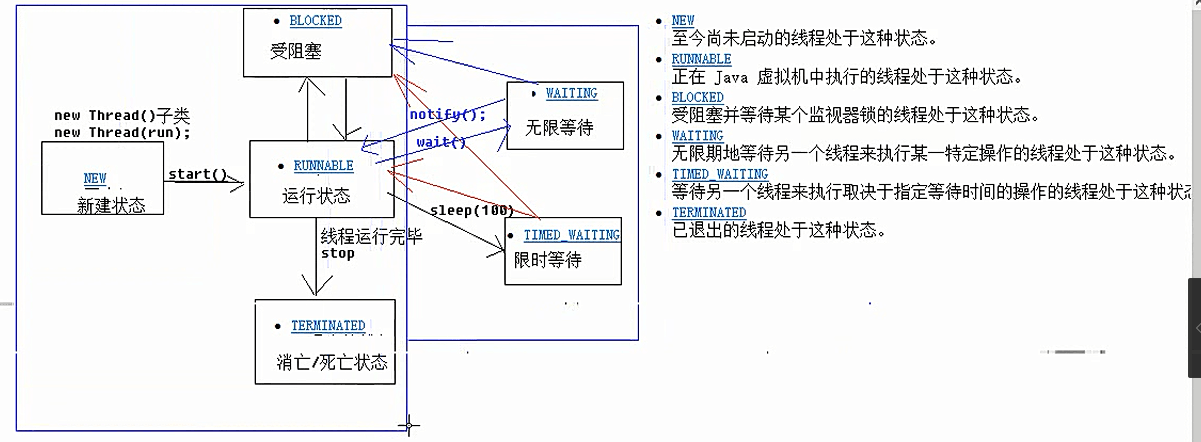 BLOCKED
受阻塞
new Thread()子类
new Thread(run);
NEW
新建状态
start()
RUNNABLE
运行状态
notify();
wait()
WAITING
无限等待
sleep(100)
TIMED_WAITING
限时等待
线程运行完毕
stop
TERMINATED
消亡/死亡状态
NEW
至今尚未启动的线程处于这种状态。
RUNNABLE
正在 Java 虚拟机中执行的线程处于这种状态。
BLOCKED
受阻塞并等待某个监视器锁的线程处于这种状态。
WAITING
无限期地等待另一个线程来执行某一特定操作的线程处于这种状态。
TIMED_WAITING
等待另一个线程来执行取决于指定等待时间的操作的线程处于这种状态
TERMINATED
已退出的线程处于这种状态。